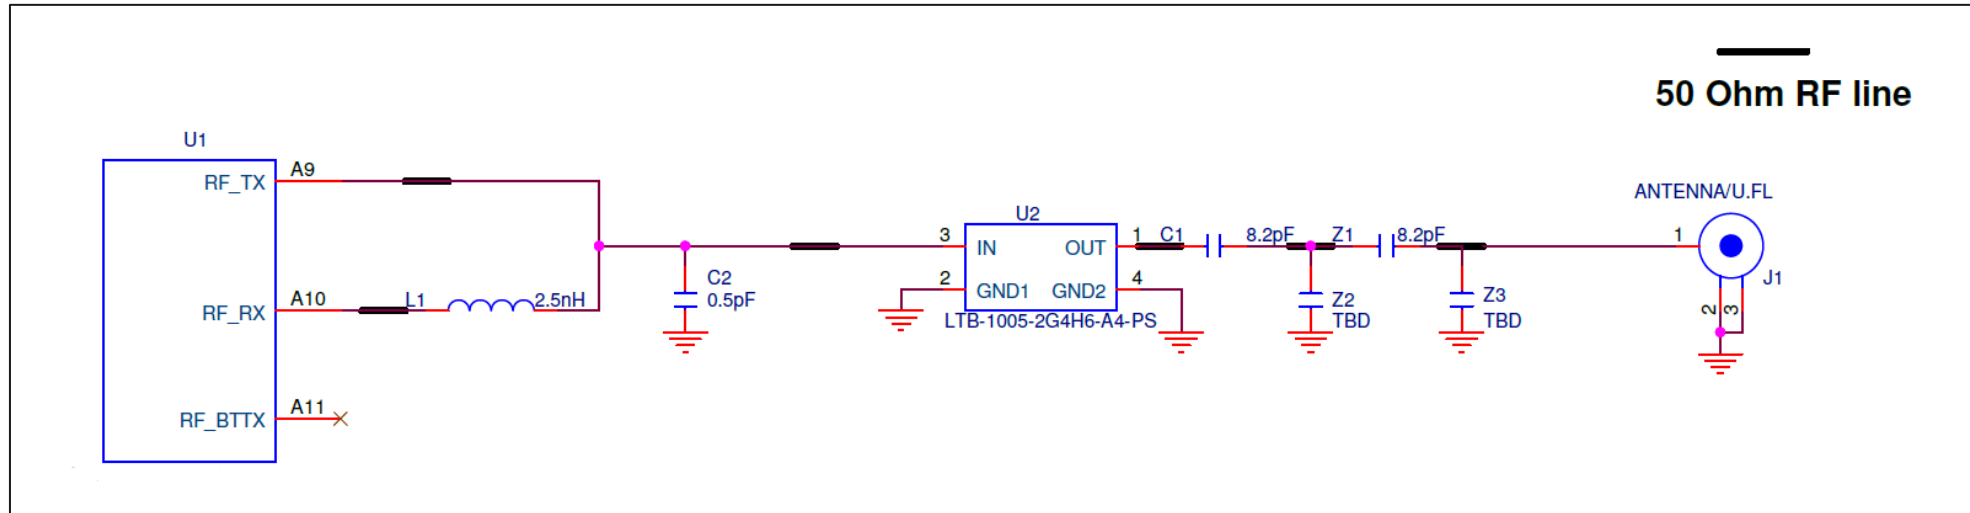 50 Ohm RF line
U1
RF_TX
A9
RF_RX
A10
RF_BTTX
A11
L1
2.5nH
C2
0.5pF
U2
3
IN
OUT
1
2
GND1
GND2
4
LTB-1005-2G4H6-A4-PS
C1
8.2pF
Z1
8.2pF
Z2
TBD
Z3
TBD
ANTENNA/U.FL
1
J1
2
3